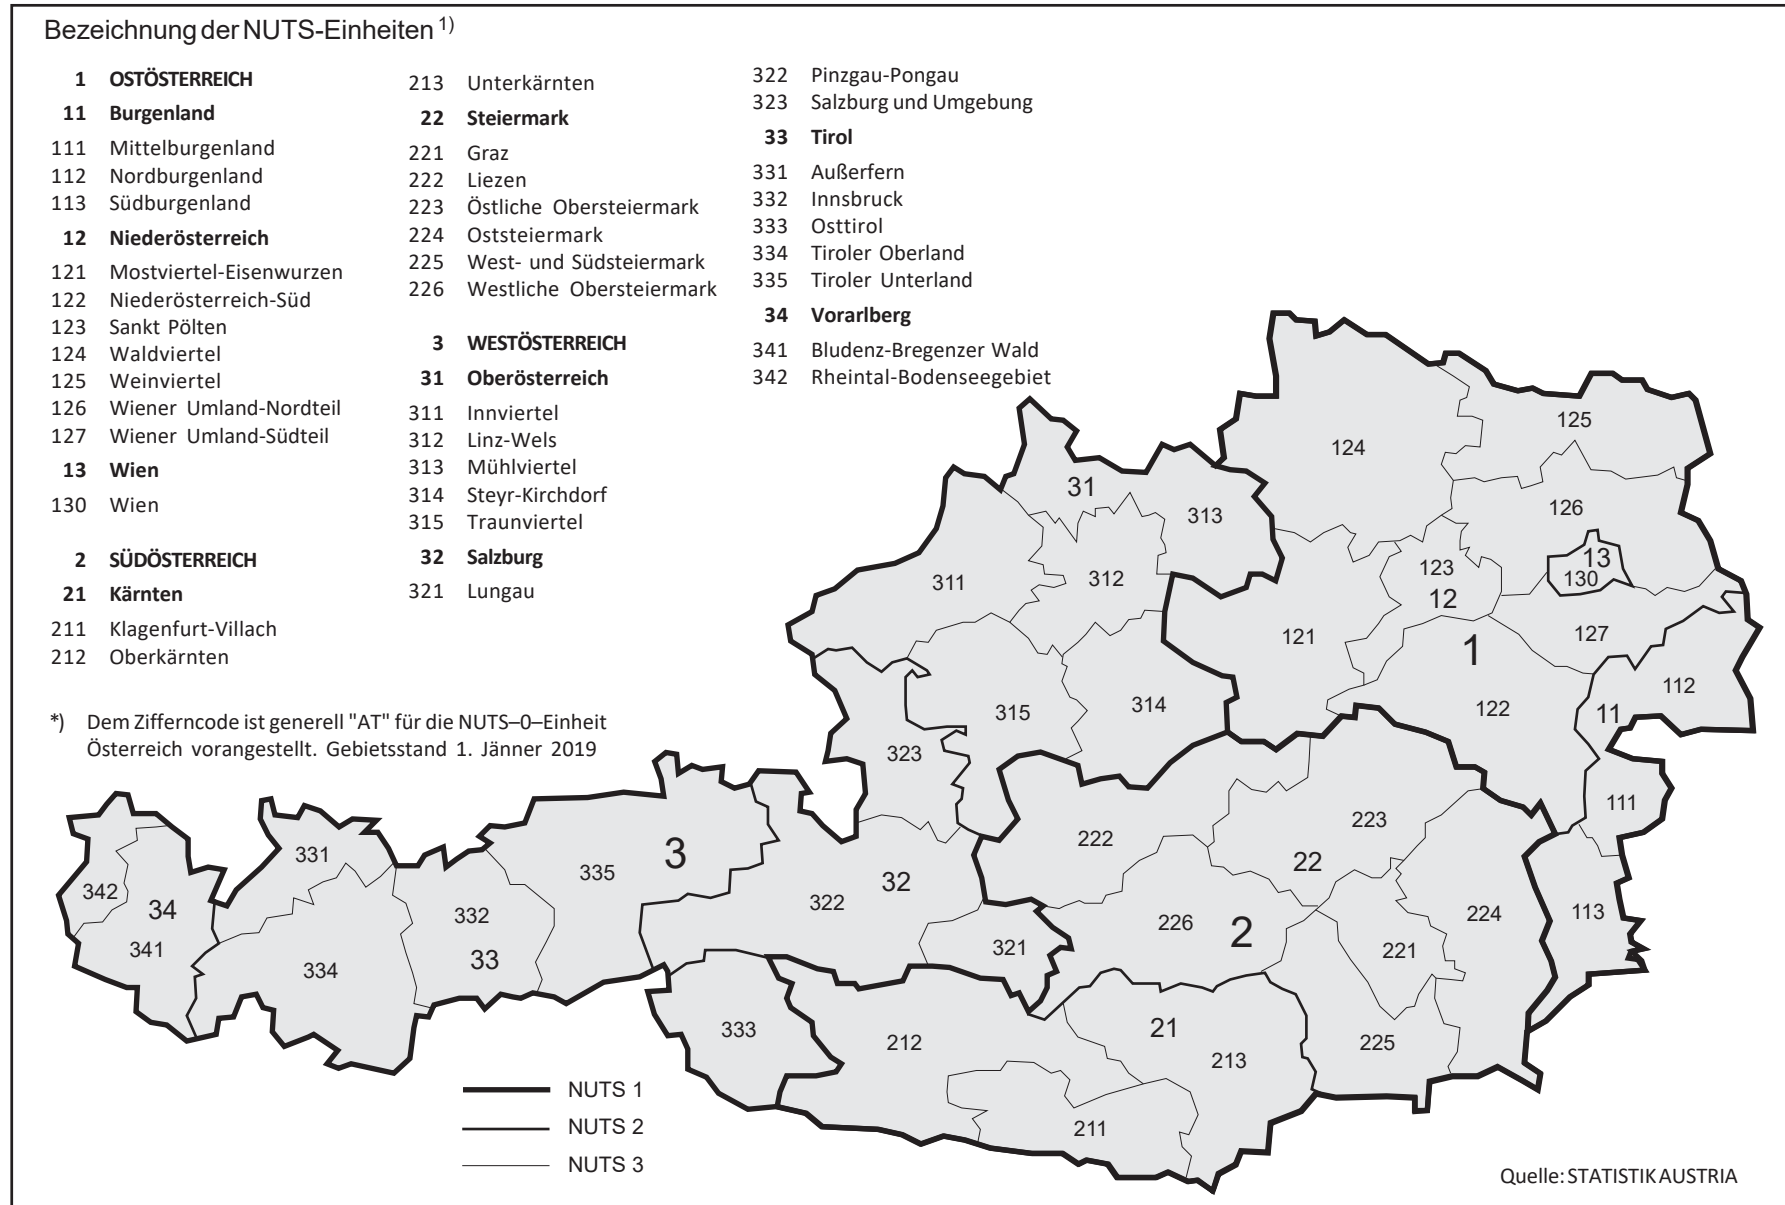 Bezeichnung der NUTS-Einheiten 1)
1 OSTÖSTERREICH
11 Burgenland
111 Mittelburgenland
112 Nordburgenland
113 Südburgenland
12 Niederösterreich
121 Mostviertel-Eisenwurzen
122 Niederösterreich-Süd
123 Sankt Pölten
124 Waldviertel
125 Weinviertel
126 Wiener Umland-Nordteil
127 Wiener Umland-Südteil
13 Wien
130 Wien
2 SÜDÖSTERREICH
21 Kärnten
211 Klagenfurt-Villach
212 Oberkärnten
213 Unterkärnten
22 Steiermark
221 Graz
222 Liezen
223 Östliche Obersteiermark
224 Oststeiermark
225 West- und Südsteiermark
226 Westliche Obersteiermark
3 WESTÖSTERREICH
31 Oberösterreich
311 Innviertel
312 Linz-Wels
313 Mühlviertel
314 Steyr-Kirchdorf
315 Traunviertel
32 Salzburg
321 Lungau
322 Pinzgau-Pongau
323 Salzburg und Umgebung
33 Tirol
331 Außerfern
332 Innsbruck
333 Osttirol
334 Tiroler Oberland
335 Tiroler Unterland
34 Vorarlberg
341 Bludenz-Bregenzer Wald
342 Rheintal-Bodenseegebiet
*) Dem Zifferncode ist generell "AT" für die NUTS–0–Einheit
Österreich vorangestellt. Gebietsstand 1. Jänner 2019
125
124
31
126
313
13
123
130
312
311
12
127
121
1
112
122
11
314
315
323
111
223
222
3
331
22
335
32
342
322
34
332
113
224
226
2
341
321
221
33
334
21
333
212
225
213
211
NUTS 1
NUTS 2
NUTS 3
Quelle: STATISTIK AUSTRIA